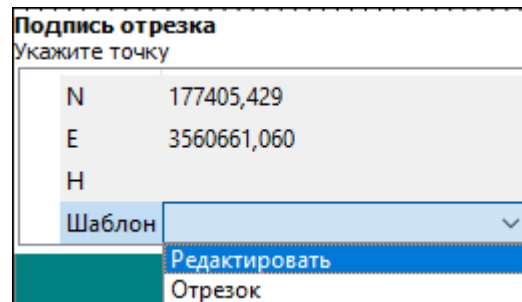 Подпись отрезка
Укажите точку
N 177405,429
E 3560661,060
H
Шаблон
Редактировать
Отрезок